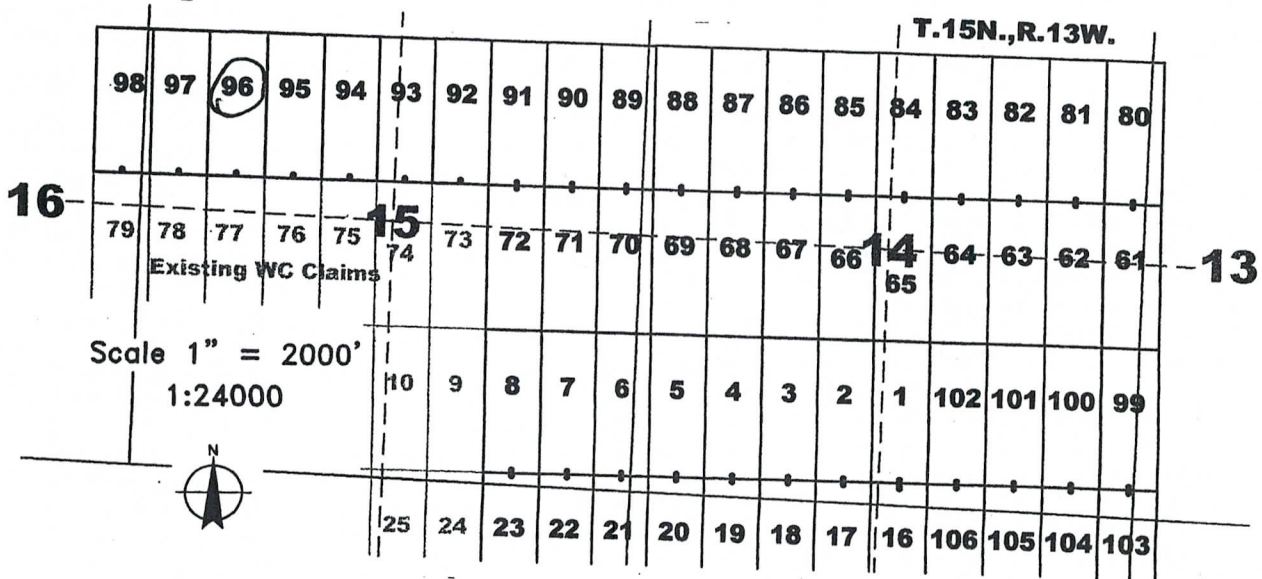 T.15N.,R.13W.
98 97 96 95 94 93 92 91 90 89 88 87 86 85 84 83 82 81 80
16 15 14 13
79 78 77 76 75 74 73 72 71 70 69 68 67 66 65 64 63 62 61
Existing WC Claims
Scale 1” = 2000’
1:24000
10 9 8 7 6 5 4 3 2 1 102 101 100 99
N
25 24 23 22 21 20 19 18 17 16 106 105 104 103